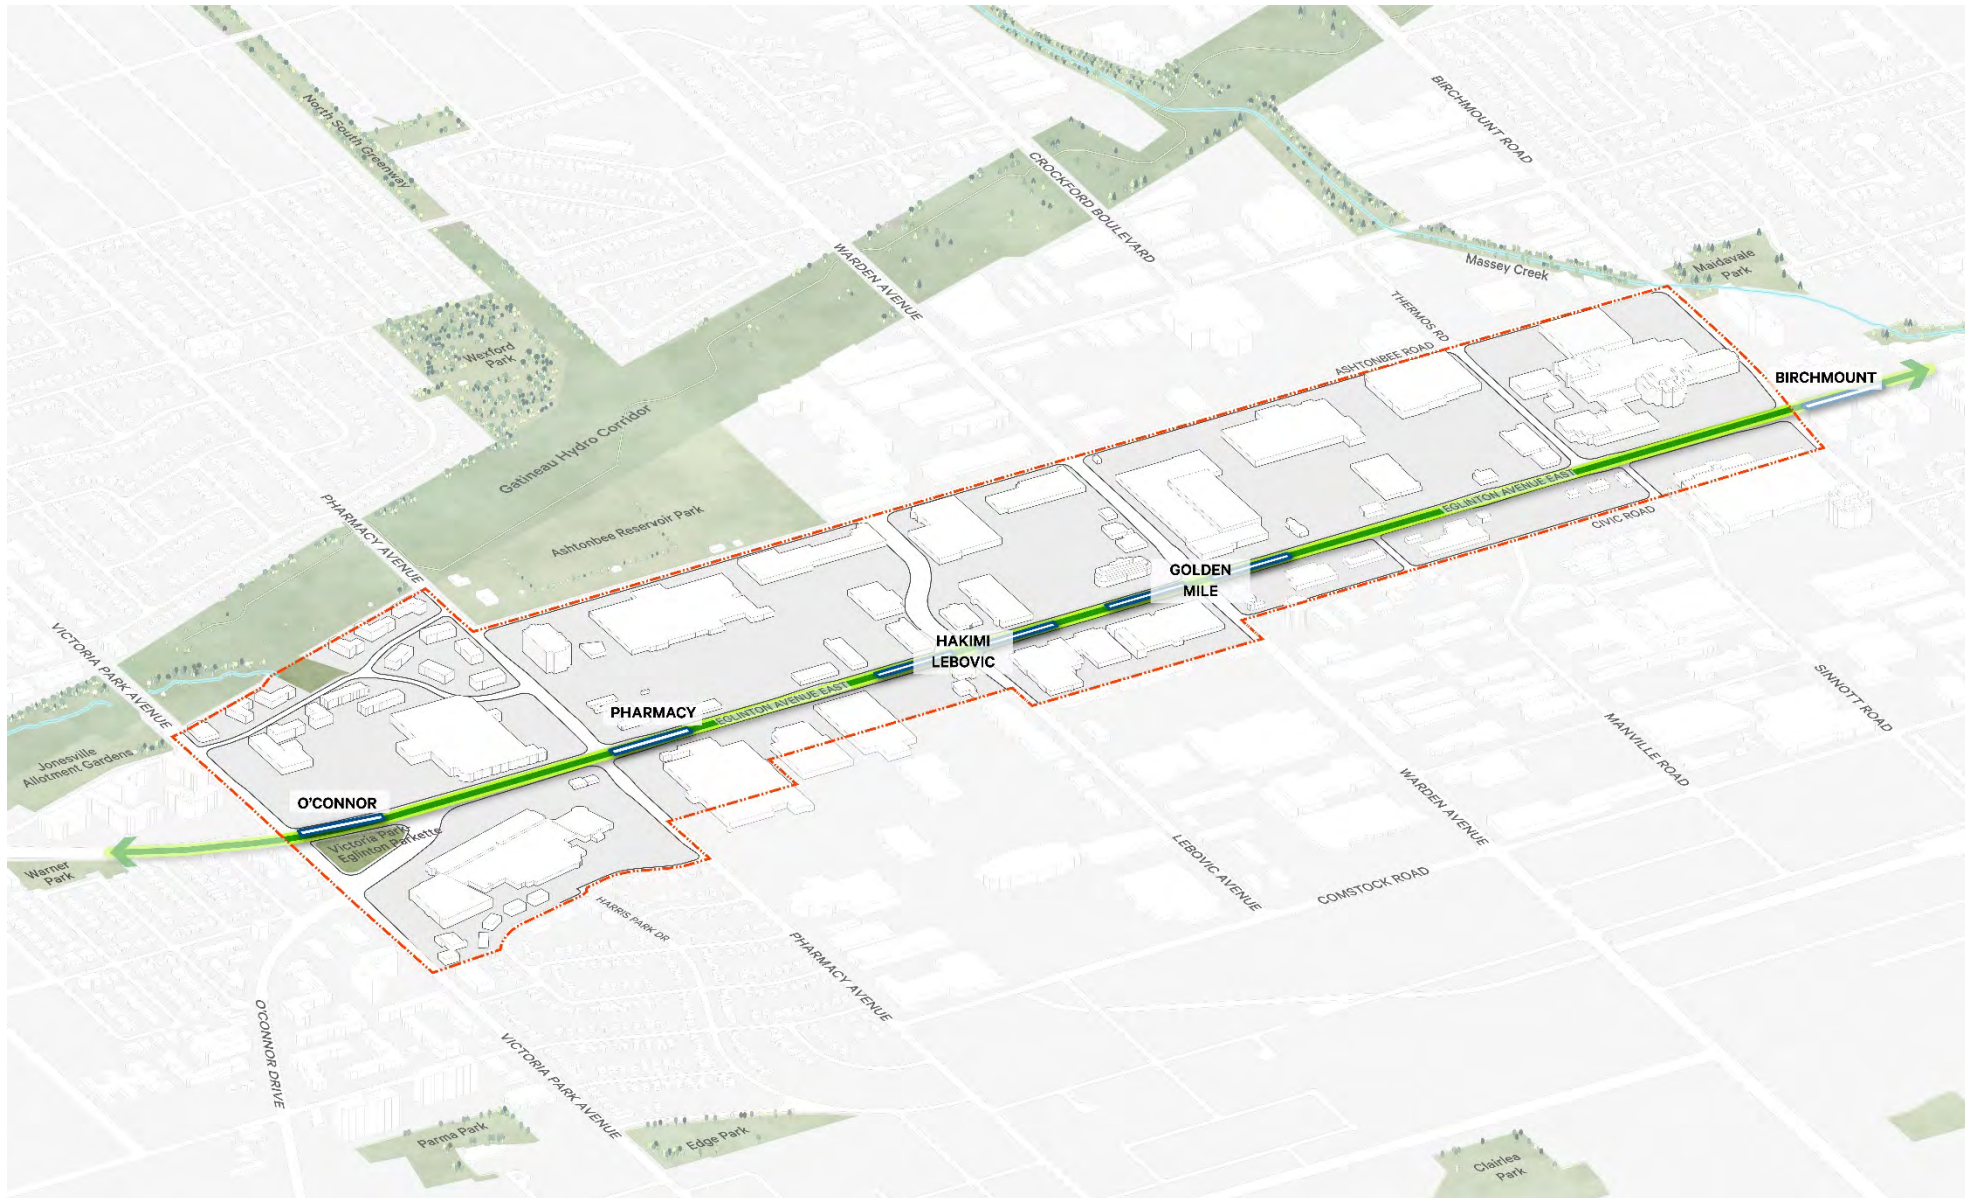 North South Greenway
BIRCHMOUNT ROAD
CROCKFORD BOULEVARD
WARDEN AVENUE
Massey Creek
Maidavale
Park
THERMOS RD
ASHTONBEE ROAD
Wexford
Park
BIRCHMOUNT
Gatineau Hydro Corridor
Ashtonbee Reservoir Park
PHARMACY AVENUE
EGLINTON AVENUE EAST
CIVIC ROAD
GOLDEN
MILE
HAKIMI
LEBOVIC
VICTORIA PARK AVENUE
EGLINTON AVENUE EAST
PHARMACY
SINNOTT ROAD
MANVILLE ROAD
Jonesville
Allotment Gardens
O'CONNOR
WARDEN AVENUE
Victoria Park
Eglinton Parkette
Warner
Park
LEBOVIC AVENUE
COMSTOCK ROAD
HARRIS PARK DR
PHARMACY AVENUE
O'CONNOR DRIVE
VICTORIA PARK AVENUE
Parma Park
Edge Park
Clairlea
Park